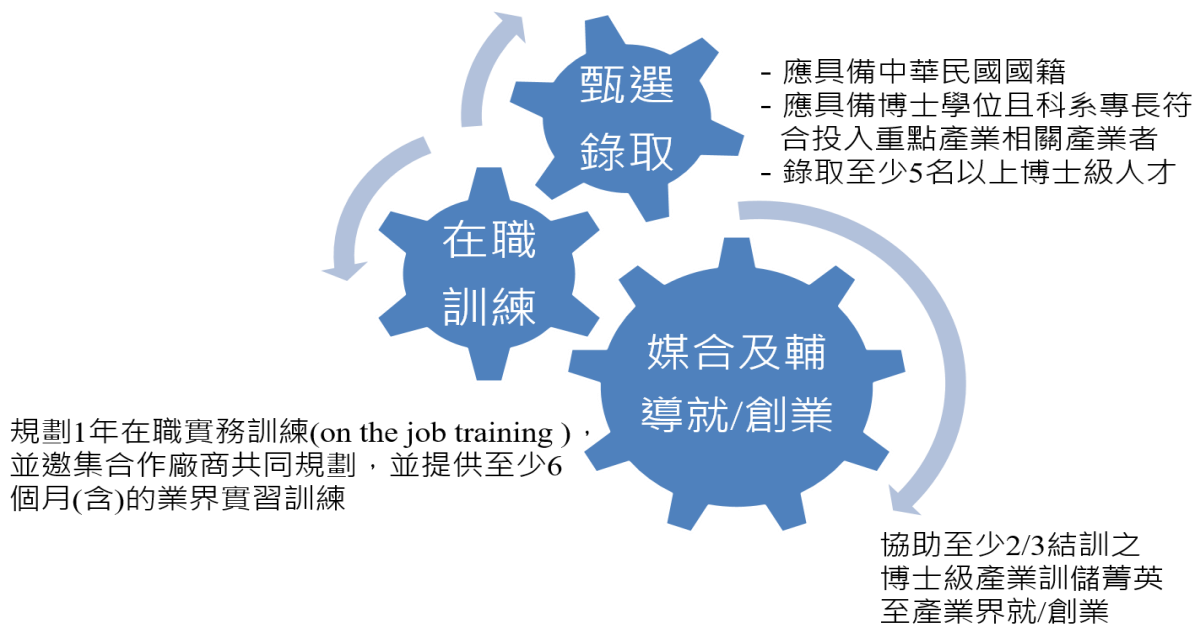 甄選
錄取
- 應具備中華民國國籍
- 應具備博士學位且科系專長符
合投入重點產業相關產業者
- 錄取至少5名以上博士級人才
在職
訓練
規劃1年在職實務訓練(on the job training )，
並邀集合作廠商共同規劃，並提供至少6
個月(含)的業界實習訓練
媒合及輔
導就/創業
協助至少2/3結訓之
博士級產業訓儲菁英
至產業界就/創業